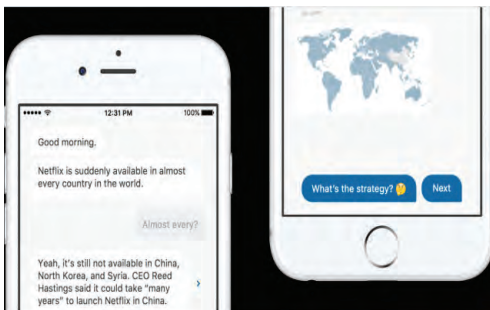 12:31 PM
100%
Good morning.
Netflix is suddenly available in almost
every country in the world.
Almost every?
Yeah, it's still not available in China,
North Korea, and Syria. CEO Reed
Hastings said it could take "many
years" to launch Netflix in China.
What's the strategy? 🤔
Next